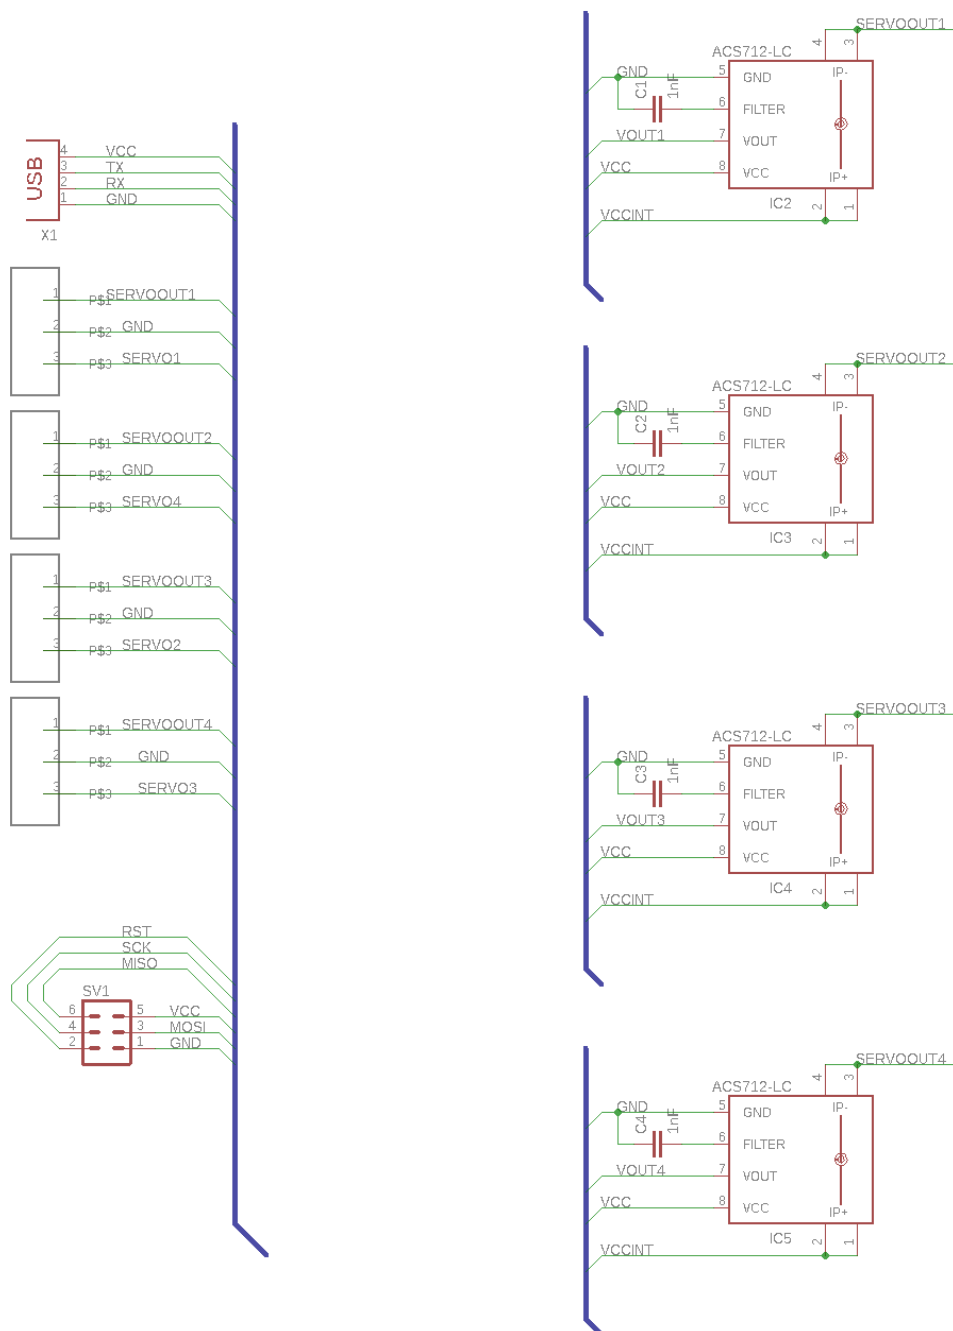 USB
4 VCC
3 TX
2 RX
1 GND
X1
1 P$1 SERVOOUT1
2 P$2 GND
3 P$3 SERVO1
1 P$1 SERVOOUT2
2 P$2 GND
3 P$3 SERVO4
1 P$1 SERVOOUT3
2 P$2 GND
3 P$3 SERVO2
1 P$1 SERVOOUT4
2 P$2 GND
3 P$3 SERVO3
RST
SCK
MISO
SV1
6 5 VCC
4 3 MOSI
2 1 GND
SERVOOUT1
4 3
ACS712-LC
GND 5 GND IP-
C1 1nF 6 FILTER
VOUT1 7 VOUT
VCC 8 VCC IP+
IC2
VCCINT 2 1
SERVOOUT2
4 3
ACS712-LC
GND 5 GND IP-
C2 1nF 6 FILTER
VOUT2 7 VOUT
VCC 8 VCC IP+
IC3
VCCINT 2 1
SERVOOUT3
4 3
ACS712-LC
GND 5 GND IP-
C3 1nF 6 FILTER
VOUT3 7 VOUT
VCC 8 VCC IP+
IC4
VCCINT 2 1
SERVOOUT4
4 3
ACS712-LC
GND 5 GND IP-
C4 1nF 6 FILTER
VOUT4 7 VOUT
VCC 8 VCC IP+
IC5
VCCINT 2 1